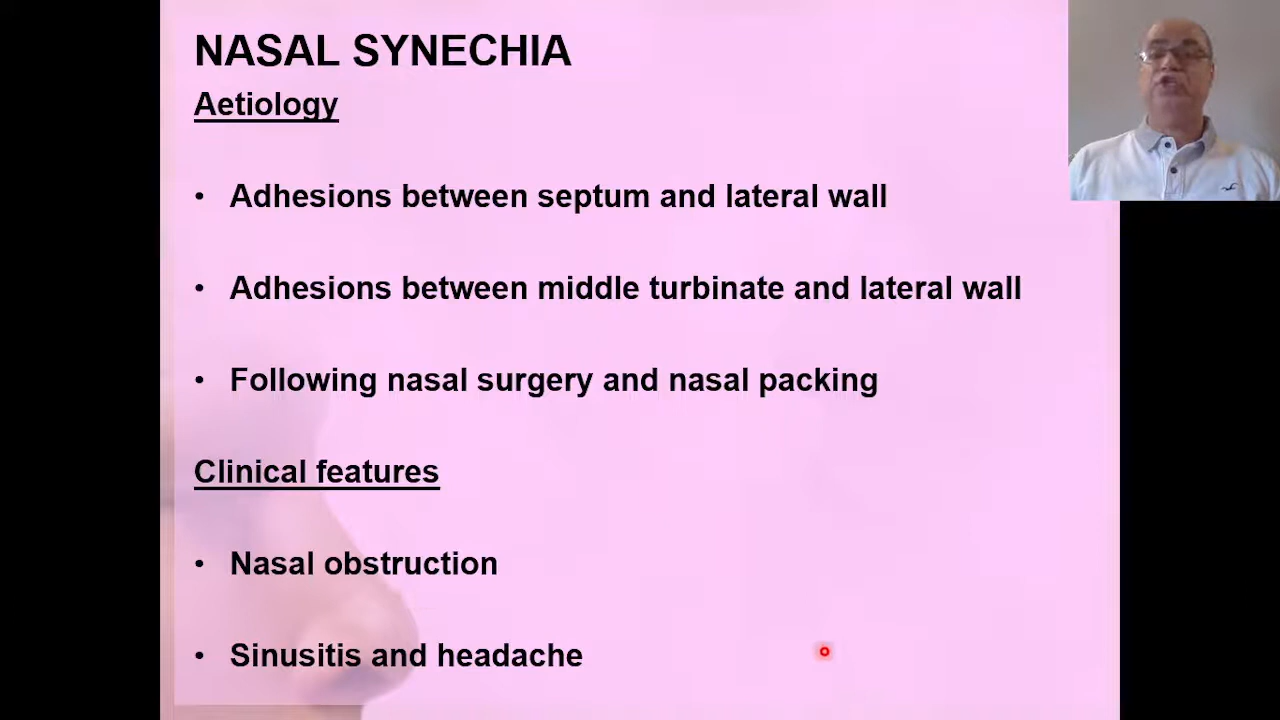 NASAL SYNECHIA
Aetiology
• Adhesions between septum and lateral wall
• Adhesions between middle turbinate and lateral wall
• Following nasal surgery and nasal packing
Clinical features
• Nasal obstruction
• Sinusitis and headache